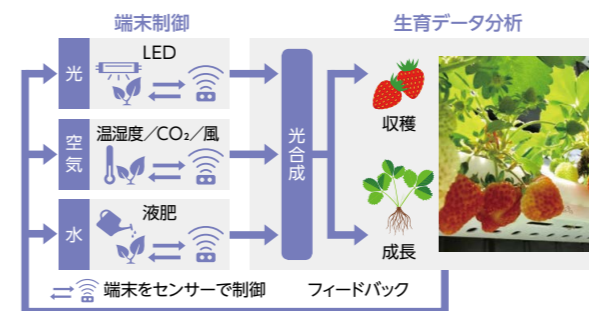 端末制御
生育データ分析
光
LED
空気
温湿度／CO₂／風
水
液肥
光合成
収穫
成長
端末をセンサーで制御
フィードバック